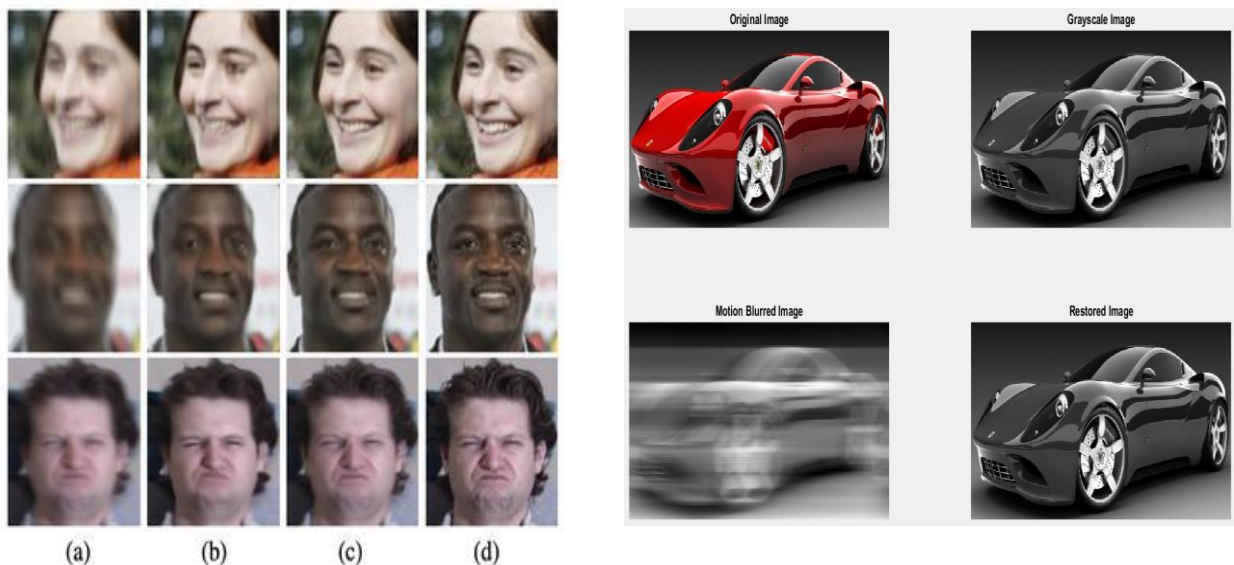 Original Image
Grayscale Image
Motion Blurred Image
Restored Image
(a) (b) (c) (d)